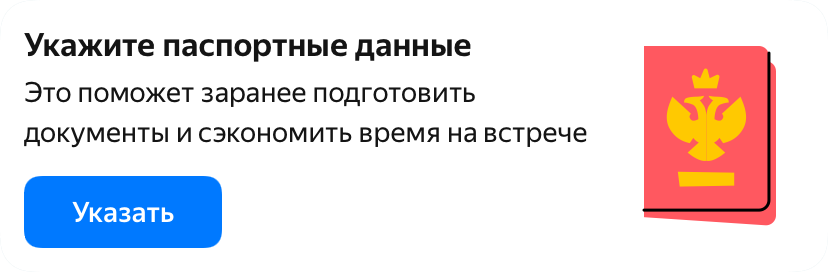 Укажите паспортные данные
Это поможет заранее подготовить
документы и сэкономить время на встрече
Указать